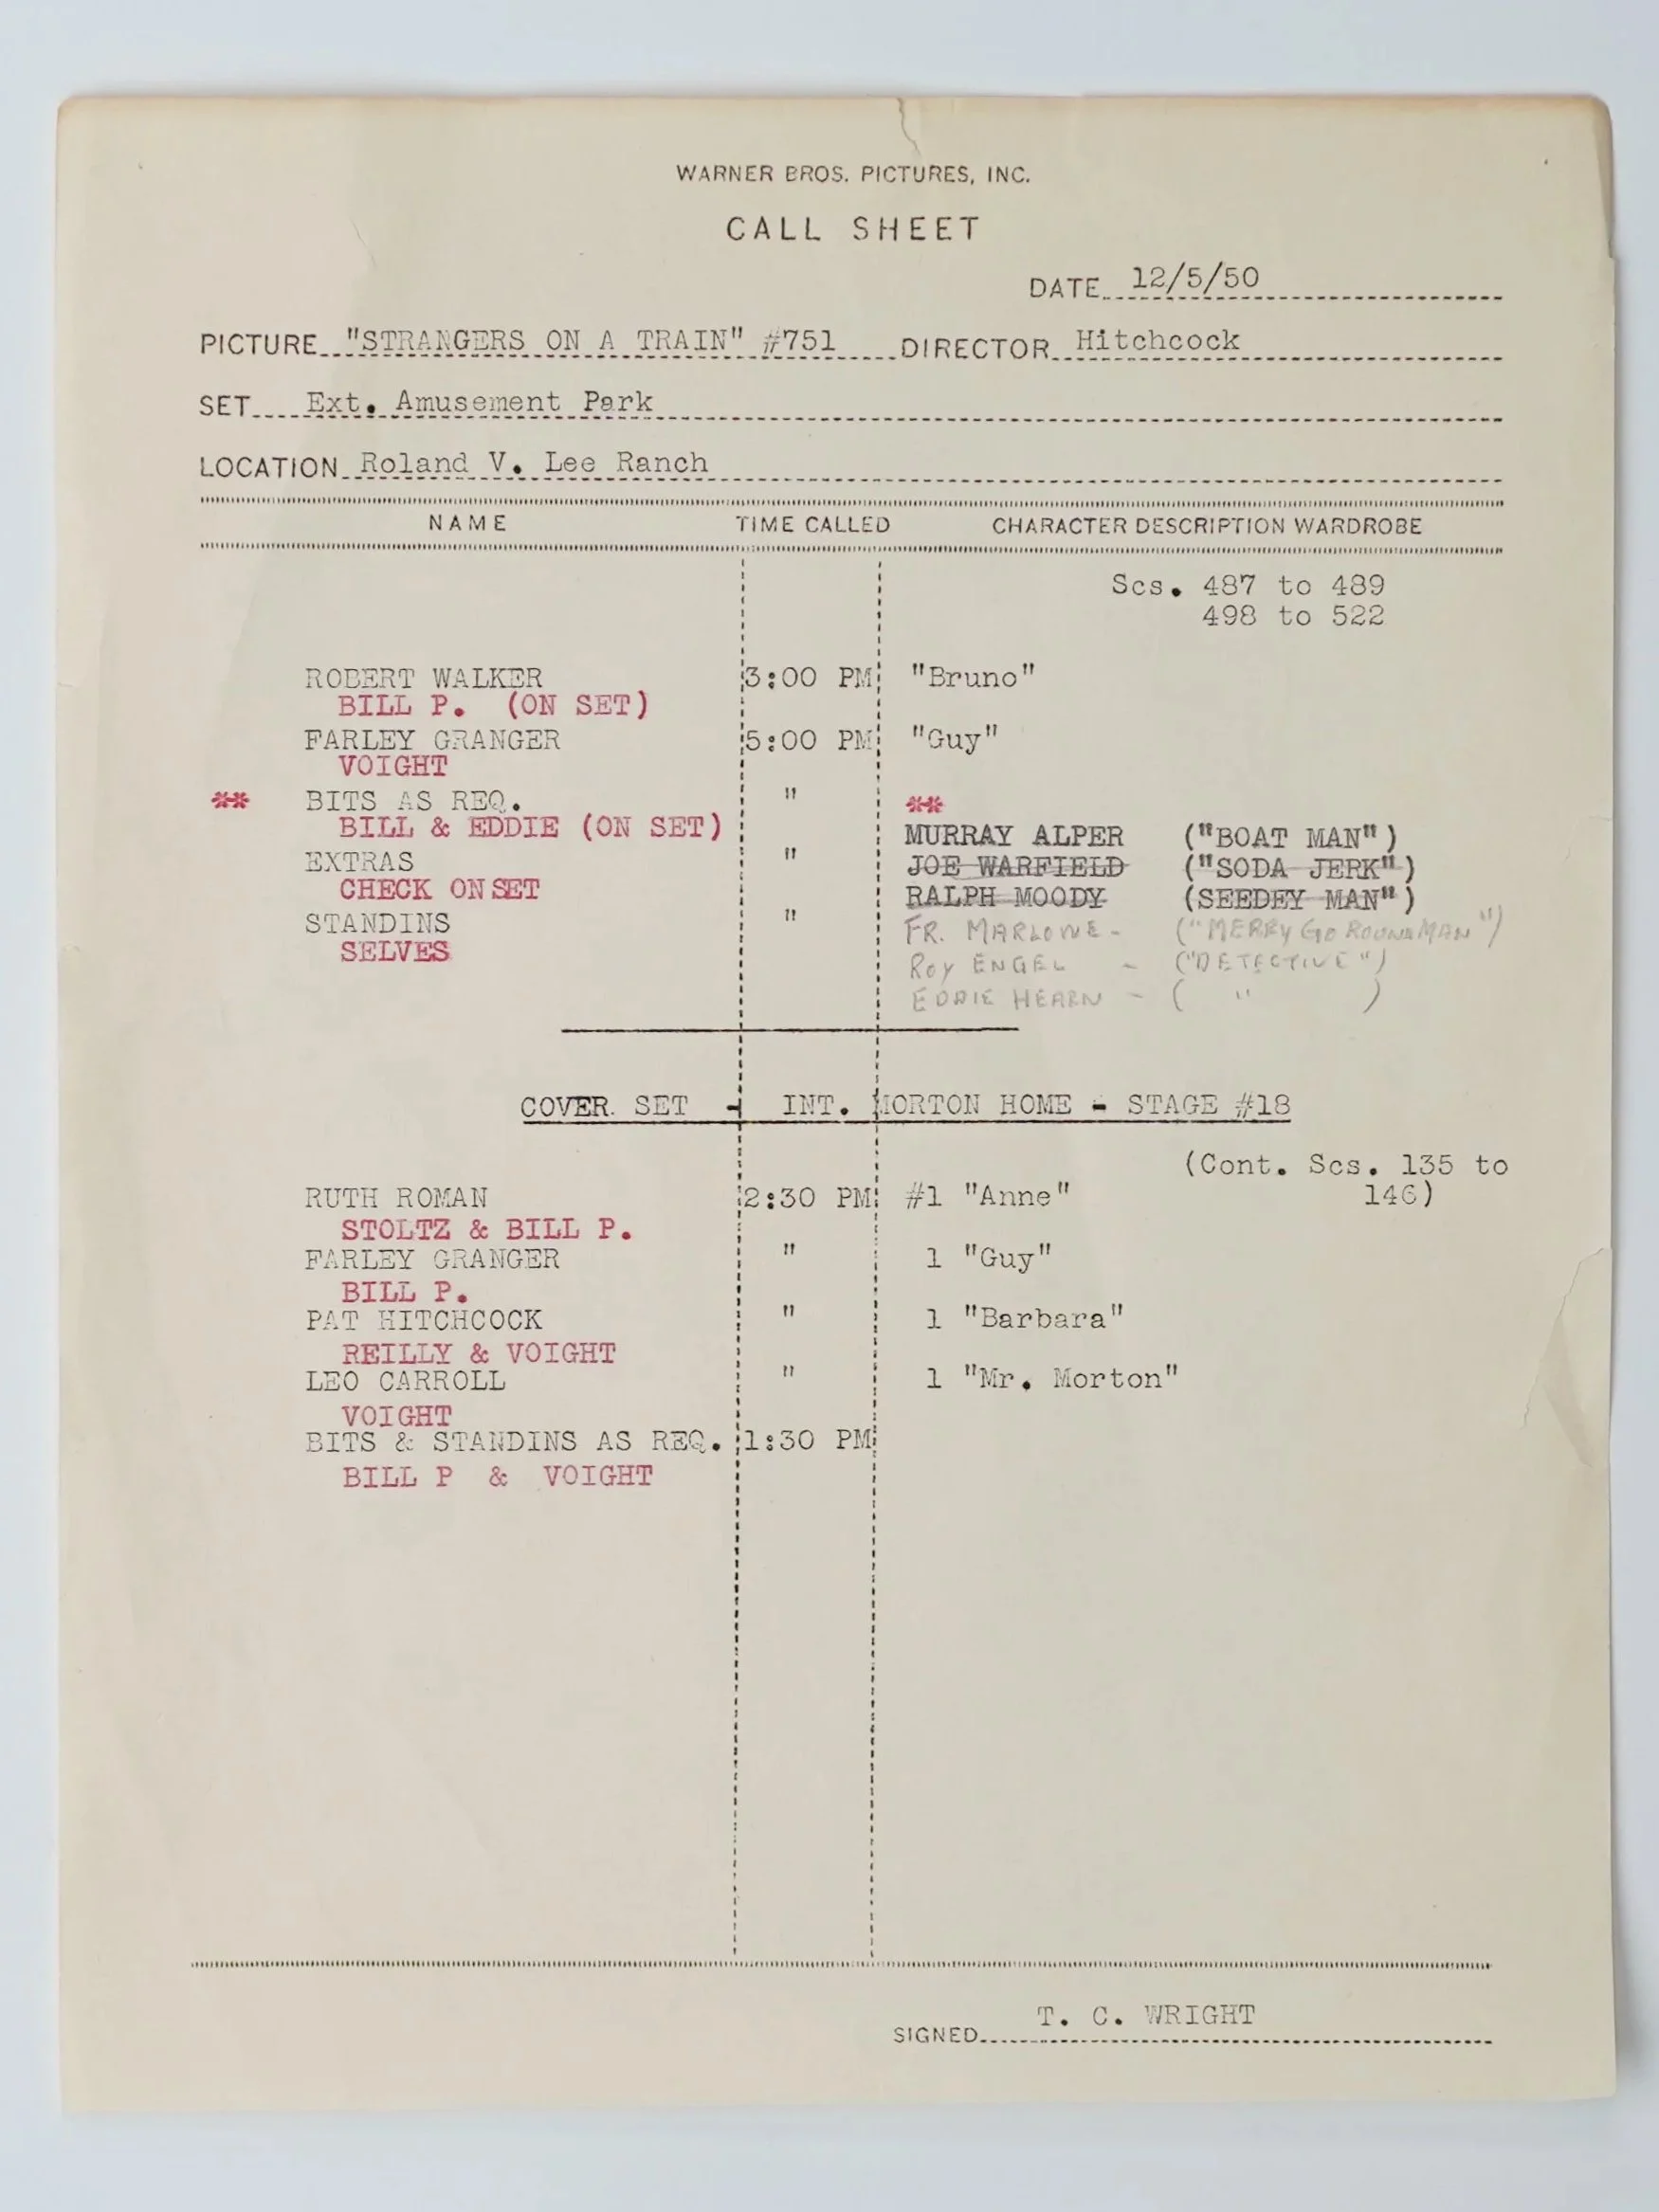 WARNER BROS. PICTURES, INC.
CALL SHEET
DATE 12/5/50
PICTURE "STRANGERS ON A TRAIN" #751 DIRECTOR Hitchcock
SET Ext. Amusement Park
LOCATION Roland V. Lee Ranch
NAME TIME CALLED CHARACTER DESCRIPTION WARDROBE
Scs. 487 to 489
498 to 522
ROBERT WALKER 3:00 PM "Bruno"
BILL P. (ON SET)
FARLEY GRANGER 5:00 PM "Guy"
VOIGHT
** BITS AS REQ. " **
BILL & EDDIE (ON SET) MURRAY ALPER ("BOAT MAN")
EXTRAS " JOE WARFIELD ("SODA JERK")
CHECK ON SET RALPH MOODY (SEEDEY MAN")
STANDINS " FR. MARLOWE - ("MERRY GO ROUND MAN")
SELVES ROY ENGEL - ("DETECTIVE")
EDDIE HEARN - ( " )
COVER SET - INT. MORTON HOME - STAGE #18
(Cont. Scs. 135 to
RUTH ROMAN 2:30 PM #1 "Anne" 146)
STOLTZ & BILL P.
FARLEY GRANGER " 1 "Guy"
BILL P.
PAT HITCHCOCK " 1 "Barbara"
REILLY & VOIGHT
LEO CARROLL " 1 "Mr. Morton"
VOIGHT
BITS & STANDINS AS REQ. 1:30 PM
BILL P & VOIGHT
T. C. WRIGHT
SIGNED